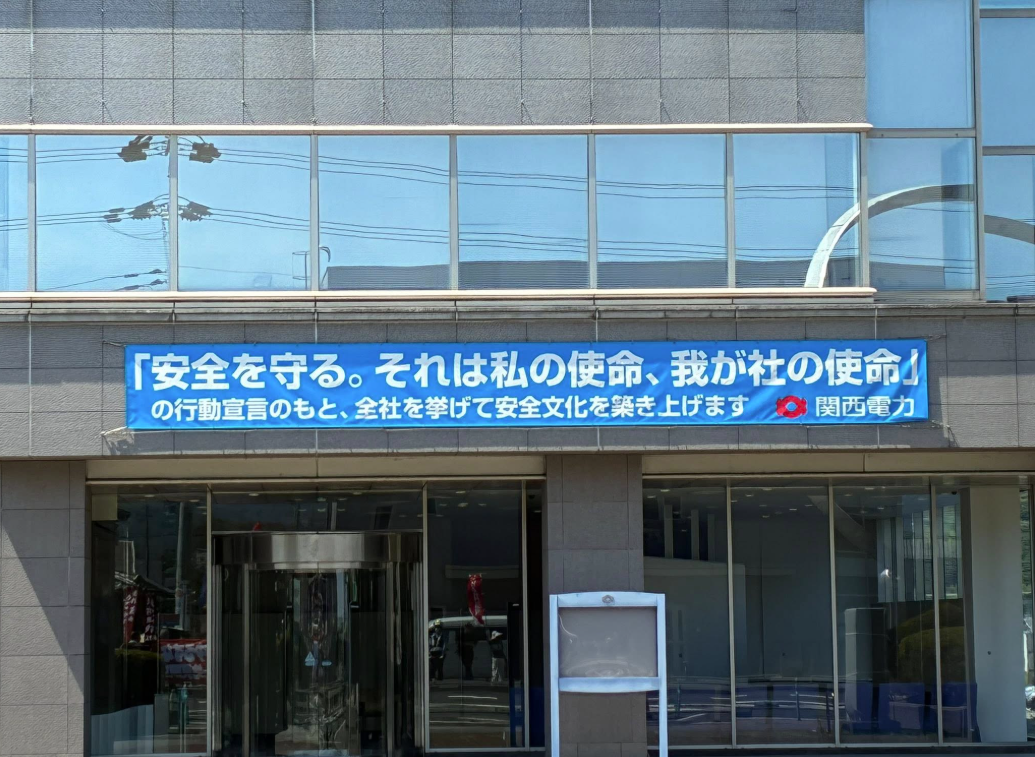 「安全を守る。それは私の使命、我が社の使命」
の行動宣言のもと、全社を挙げて安全文化を築き上げます 関西電力